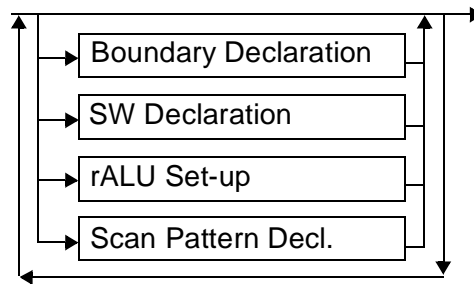 Boundary Declaration
SW Declaration
rALU Set-up
Scan Pattern Decl.